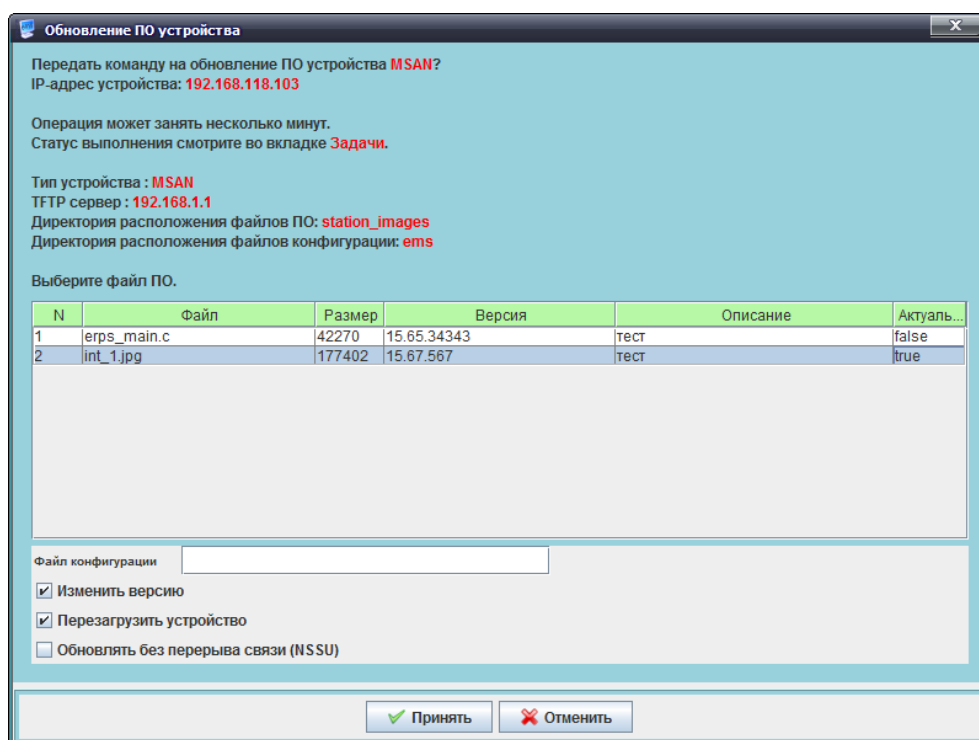 Обновление ПО устройства
Передать команду на обновление ПО устройства MSAN?
IP-адрес устройства: 192.168.118.103
Операция может занять несколько минут.
Статус выполнения смотрите во вкладке Задачи.
Тип устройства : MSAN
TFTP сервер : 192.168.1.1
Директория расположения файлов ПО: station_images
Директория расположения файлов конфигурации: ems
Выберите файл ПО.
N Файл Размер Версия Описание Актуаль...
1 erps_main.c 42270 15.65.34343 тест false
2 int_1.jpg 177402 15.67.567 тест true
Файл конфигурации
Изменить версию
Перезагрузить устройство
Обновлять без перерыва связи (NSSU)
Принять Отменить